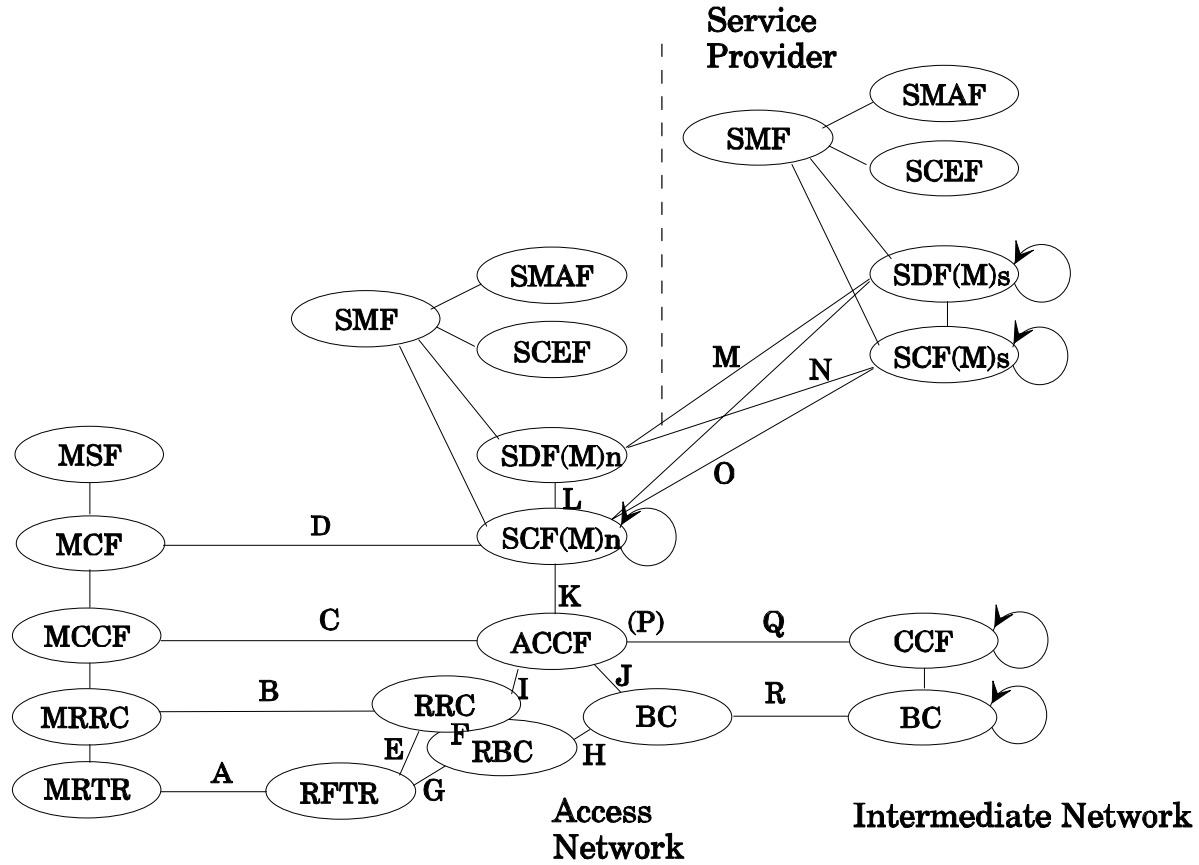 Service
Provider
SMAF
SMF
SCEF
SMAF
SDF(M)s
SMF
SCEF
M
N
SCF(M)s
MSF
SDF(M)n
O
L
D
MCF
SCF(M)n
K
C
(P)
Q
MCCF
ACCF
CCF
I
J
B
R
MRRC
RRC
BC
BC
F
E
RBC
H
A
G
MRTR
RFTR
Access
Network
Intermediate Network